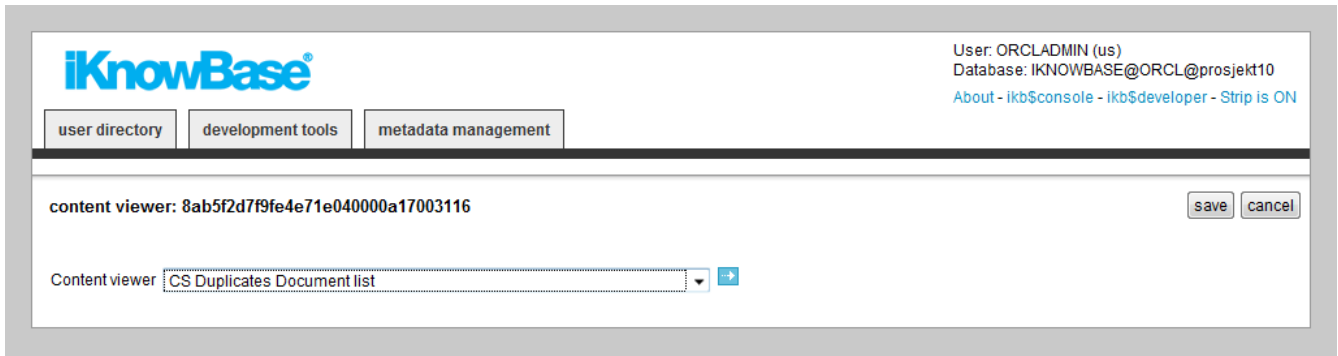 iKnowBase®
User: ORCLADMIN (us)
Database: IKNOWBASE@ORCL@prosjekt10
About - ikb$console - ikb$developer - Strip is ON
user directory development tools metadata management
content viewer: 8ab5f2d7f9fe4e71e040000a17003116 save cancel
Content viewer CS Duplicates Document list